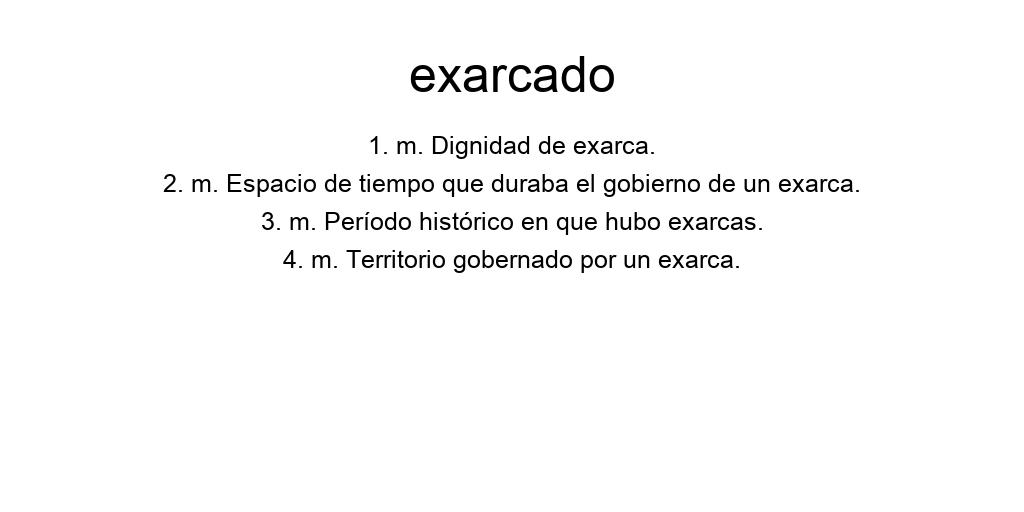 exarcado
1. m. Dignidad de exarca.
2. m. Espacio de tiempo que duraba el gobierno de un exarca.
3. m. Período histórico en que hubo exarcas.
4. m. Territorio gobernado por un exarca.